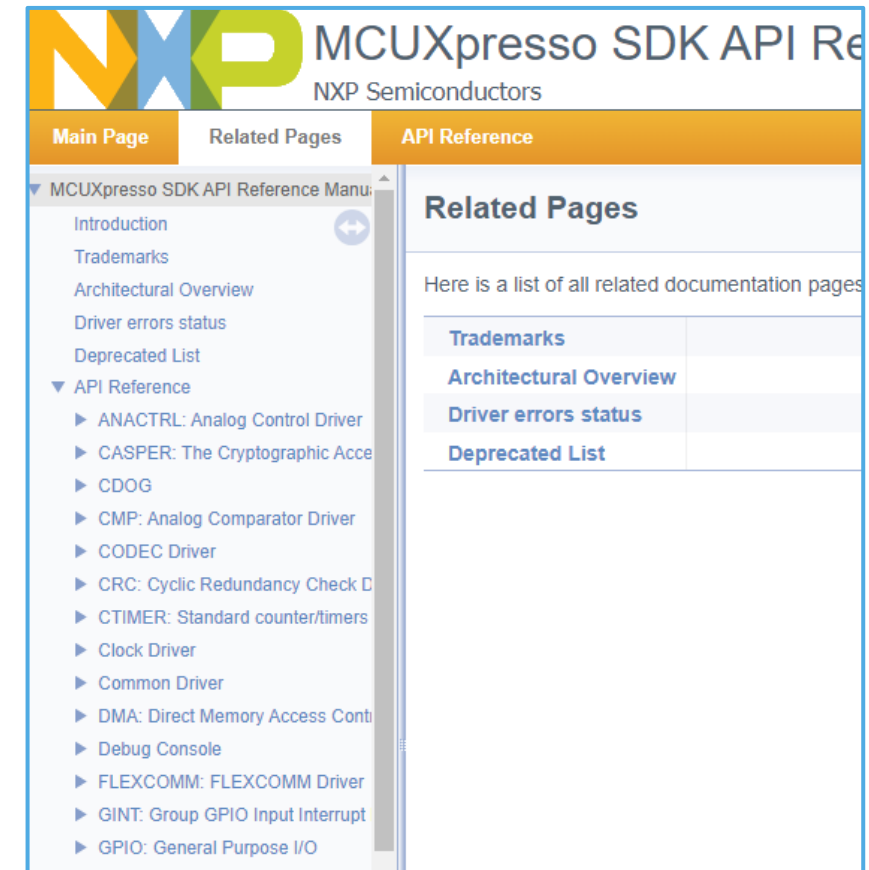 NXP
MCUXpresso SDK API Re
NXP Semiconductors
Main Page
Related Pages
API Reference
MCUXpresso SDK API Reference Manu
Introduction
Trademarks
Architectural Overview
Driver errors status
Deprecated List
API Reference
ANACTRL: Analog Control Driver
CASPER: The Cryptographic Acce
CDOG
CMP: Analog Comparator Driver
CODEC Driver
CRC: Cyclic Redundancy Check D
CTIMER: Standard counter/timers
Clock Driver
Common Driver
DMA: Direct Memory Access Cont
Debug Console
FLEXCOMM: FLEXCOMM Driver
GINT: Group GPIO Input Interrupt
GPIO: General Purpose I/O
Related Pages
Here is a list of all related documentation pages
Trademarks
Architectural Overview
Driver errors status
Deprecated List